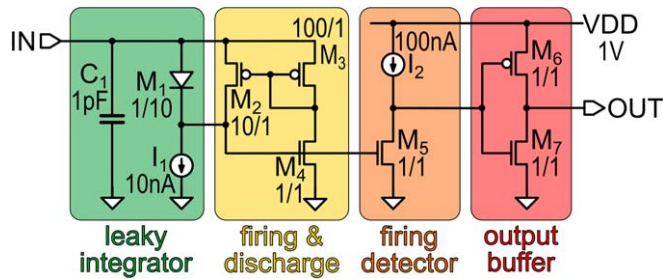 IN
C1
1pF
M1
1/10
I1
10nA
100/1
M3
M2
10/1
M4
1/1
100nA
I2
M5
1/1
VDD
1V
M6
1/1
OUT
M7
1/1
leaky
integrator
firing &
discharge
firing
detector
output
buffer